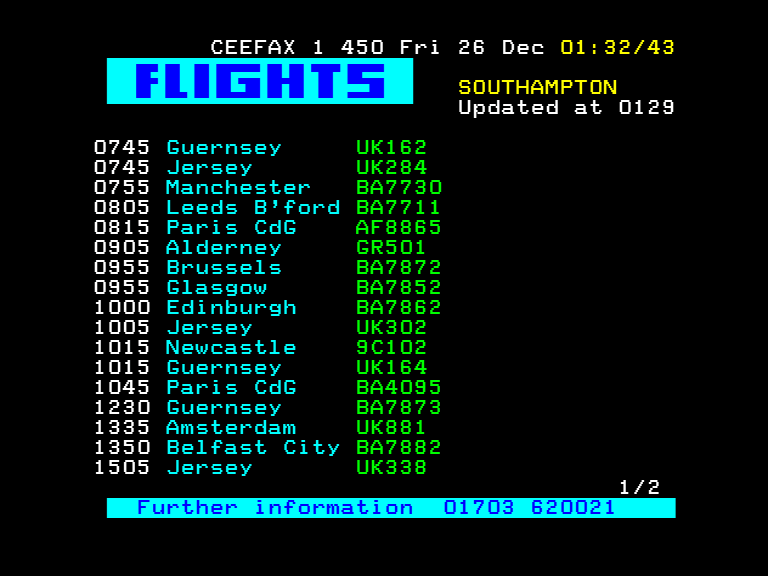 CEEFAX 1 450 Fri 26 Dec 01:32/43
FLIGHTS
SOUTHAMPTON
Updated at 0129
0745 Guernsey UK162
0745 Jersey UK284
0755 Manchester BA7730
0805 Leeds B'ford BA7711
0815 Paris CdG AF8865
0905 Alderney GR501
0955 Brussels BA7872
0955 Glasgow BA7852
1000 Edinburgh BA7862
1005 Jersey UK302
1015 Newcastle 9C102
1015 Guernsey UK164
1045 Paris CdG BA4095
1230 Guernsey BA7873
1335 Amsterdam UK881
1350 Belfast City BA7882
1505 Jersey UK338
1/2
Further information 01703 620021